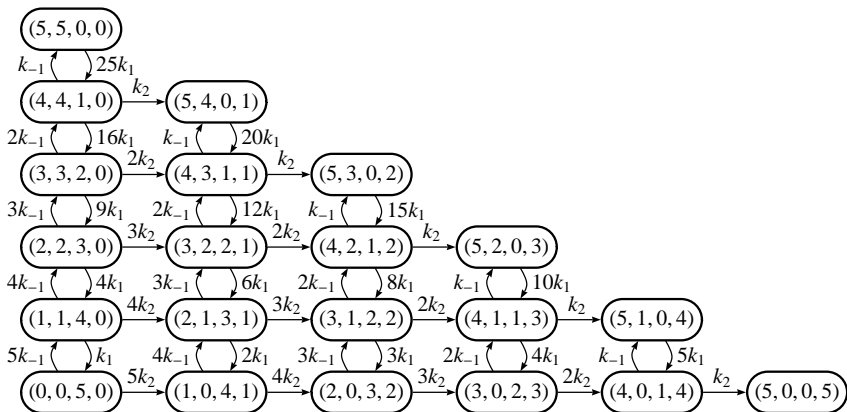 (5, 5, 0, 0)
k₋₁ 25k₁
k₂
(4, 4, 1, 0) (5, 4, 0, 1)
2k₋₁ 16k₁ k₋₁ 20k₁
2k₂ k₂
(3, 3, 2, 0) (4, 3, 1, 1) (5, 3, 0, 2)
3k₋₁ 9k₁ 2k₋₁ 12k₁ k₋₁ 15k₁
3k₂ 2k₂ k₂
(2, 2, 3, 0) (3, 2, 2, 1) (4, 2, 1, 2) (5, 2, 0, 3)
4k₋₁ 4k₁ 3k₋₁ 6k₁ 2k₋₁ 8k₁ k₋₁ 10k₁
4k₂ 3k₂ 2k₂ k₂
(1, 1, 4, 0) (2, 1, 3, 1) (3, 1, 2, 2) (4, 1, 1, 3) (5, 1, 0, 4)
5k₋₁ k₁ 4k₋₁ 2k₁ 3k₋₁ 3k₁ 2k₋₁ 4k₁ k₋₁ 5k₁
(0, 0, 5, 0) (1, 0, 4, 1) (2, 0, 3, 2) (3, 0, 2, 3) (4, 0, 1, 4) (5, 0, 0, 5)
5k₂ 4k₂ 3k₂ 2k₂ k₂